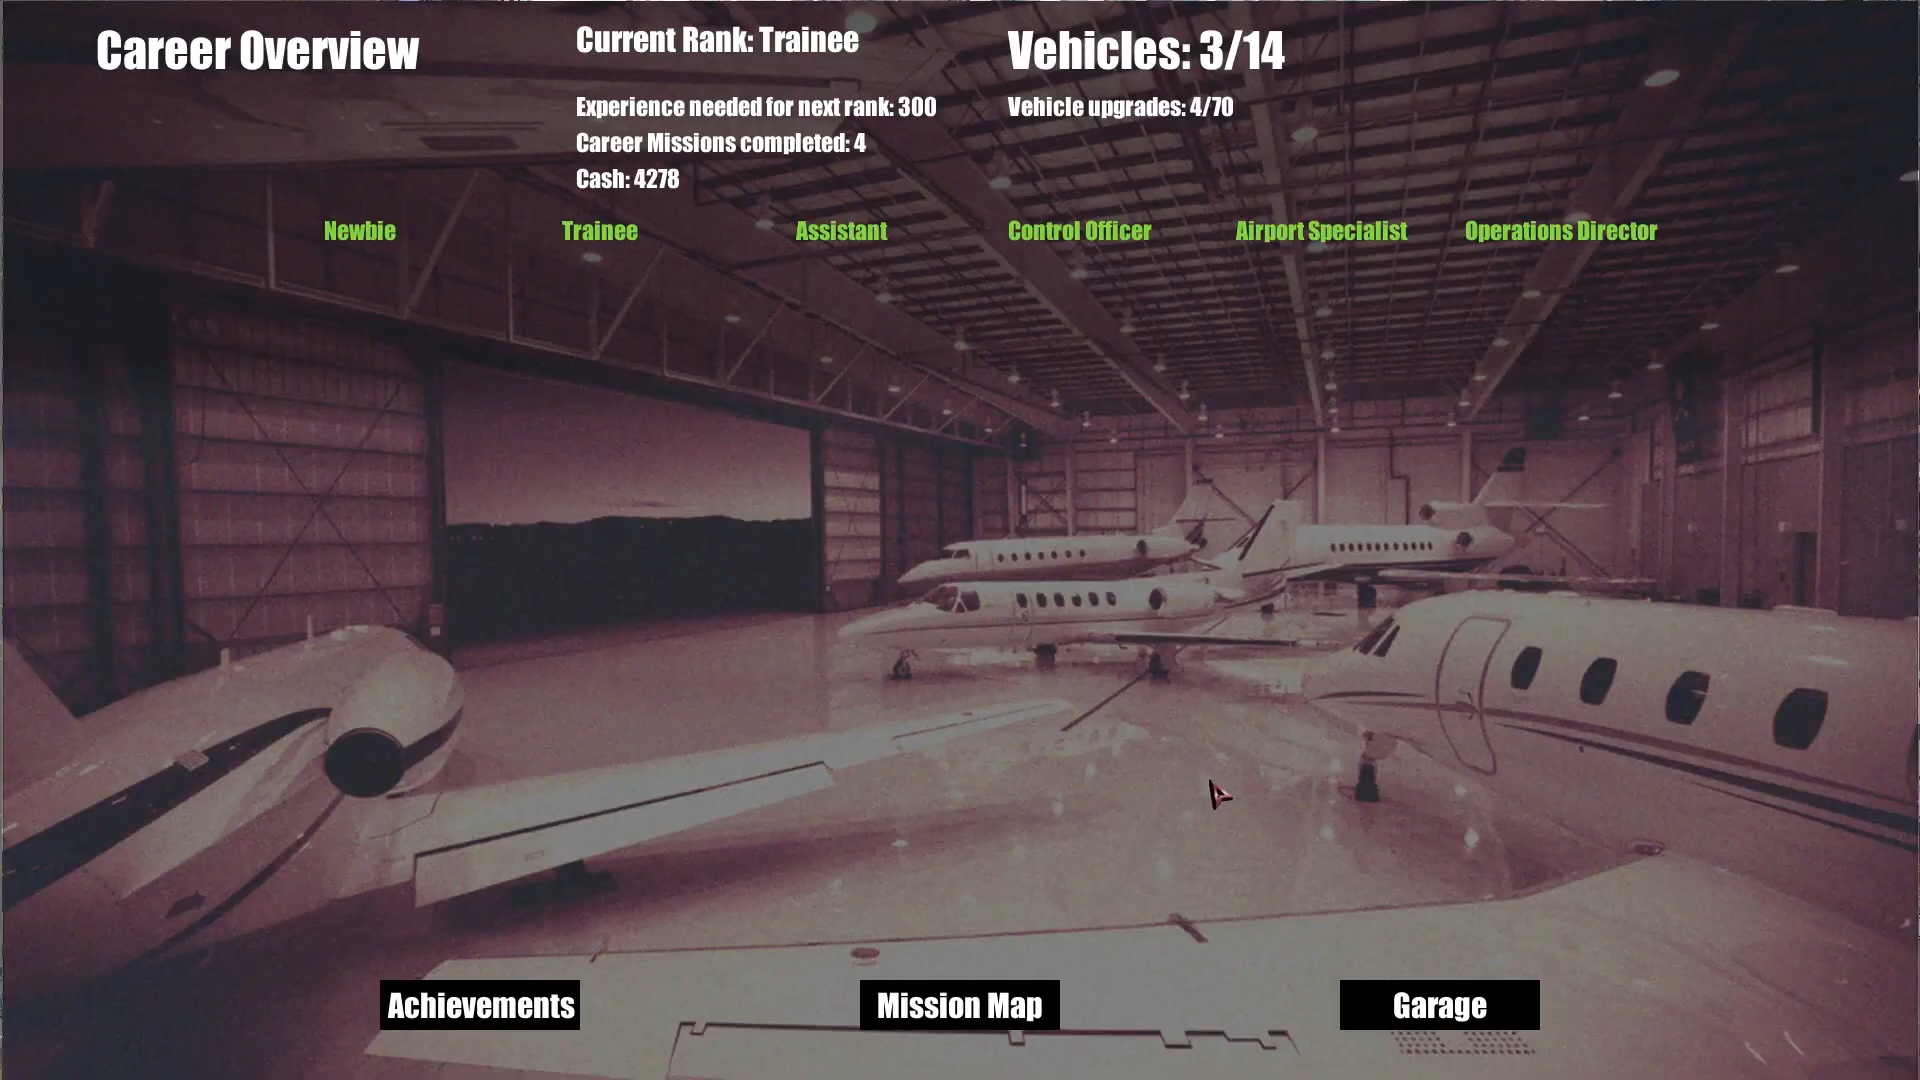 Career Overview
Current Rank: Trainee
Experience needed for next rank: 300
Career Missions completed: 4
Cash: 4278
Vehicles: 3/14
Vehicle upgrades: 4/70
Newbie
Trainee
Assistant
Control Officer
Airport Specialist
Operations Director
Achievements
Mission Map
Garage